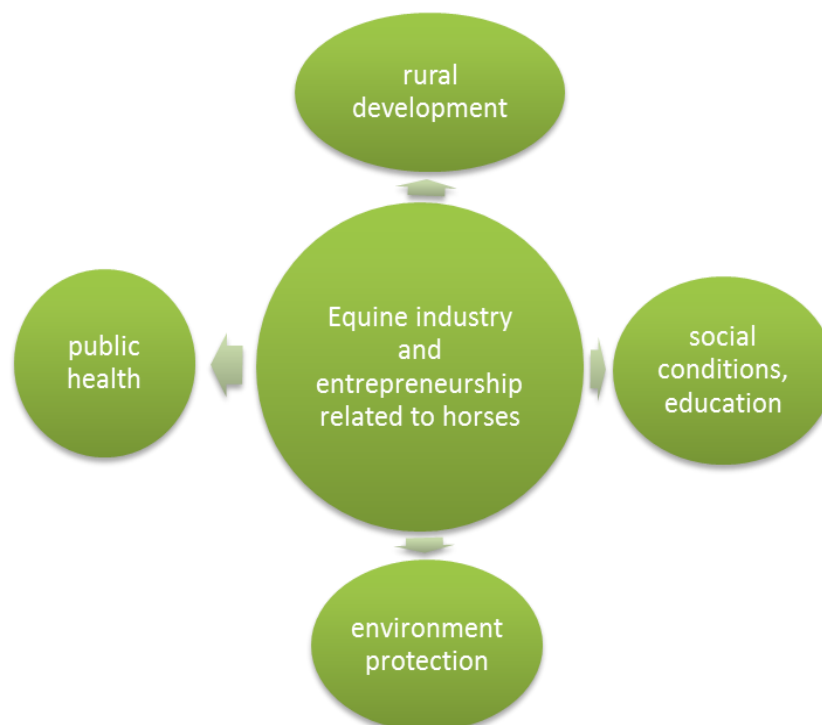 rural
development
public
health
Equine industry
and
entrepreneurship
related to horses
social
conditions,
education
environment
protection